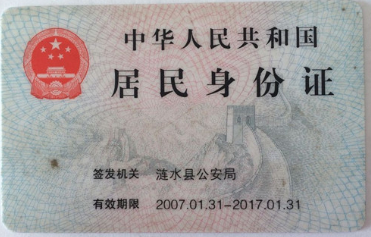 中华人民共和国
居民身份证
签发机关 涟水县公安局
有效期限 2007.01.31-2017.01.31